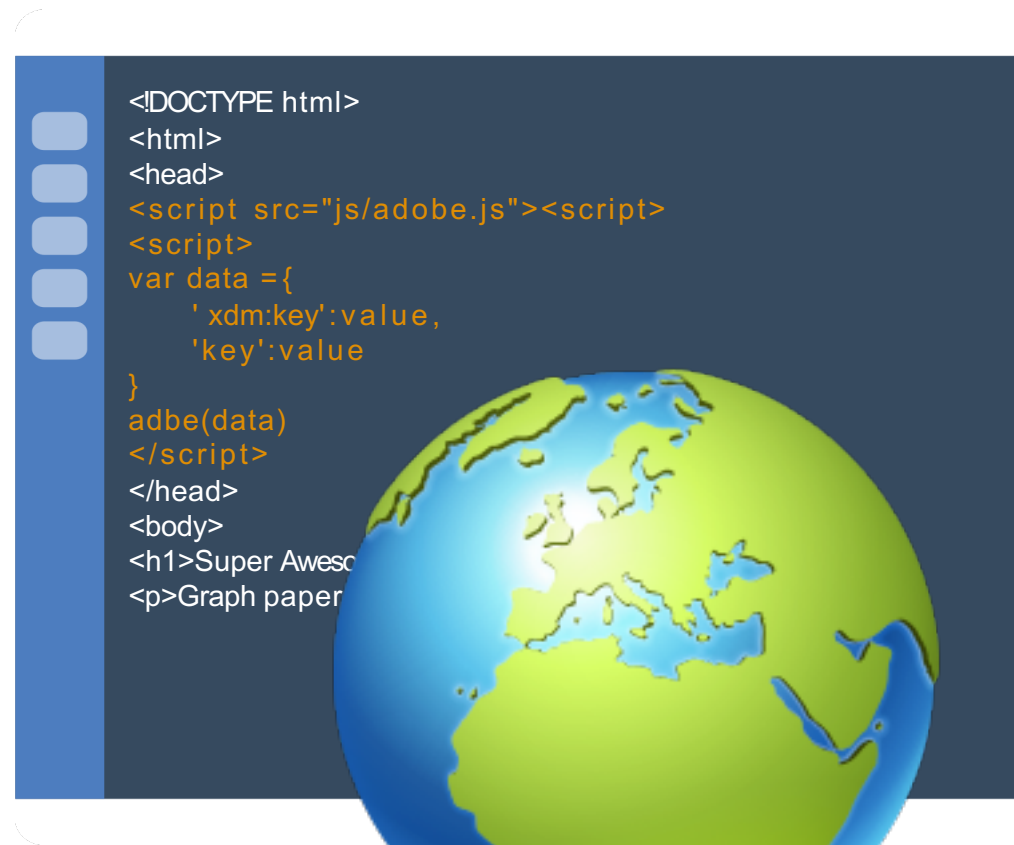 <!DOCTYPE html>
<html>
<head>
<script src="js/adobe.js"><script>
<script>
var data ={
' xdm:key':value,
'key':value
}
adbe(data)
</script>
</head>
<body>
<h1>Super
<p>Graph paper